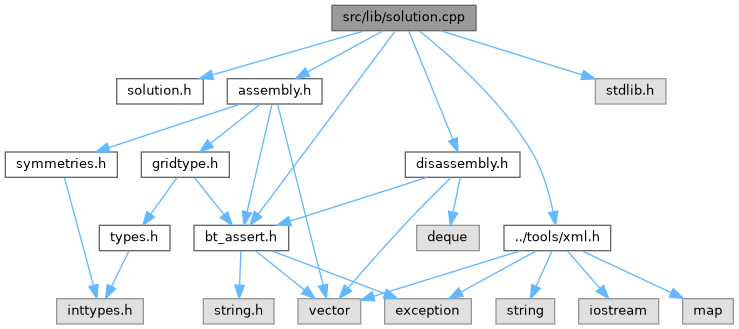 src/lib/solution.cpp
solution.h
assembly.h
stdlib.h
symmetries.h
gridtype.h
disassembly.h
types.h
bt_assert.h
deque
../tools/xml.h
inttypes.h
string.h
vector
exception
string
iostream
map